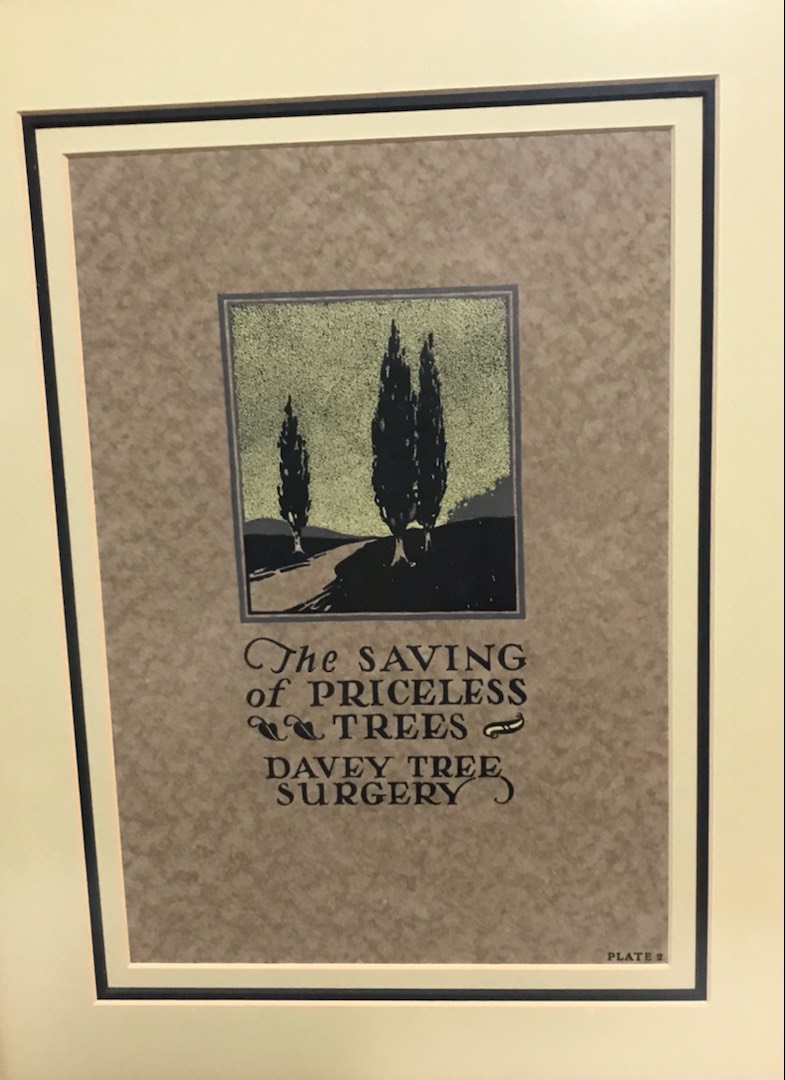 The SAVING
of PRICELESS
TREES
DAVEY TREE
SURGERY
PLATE 2